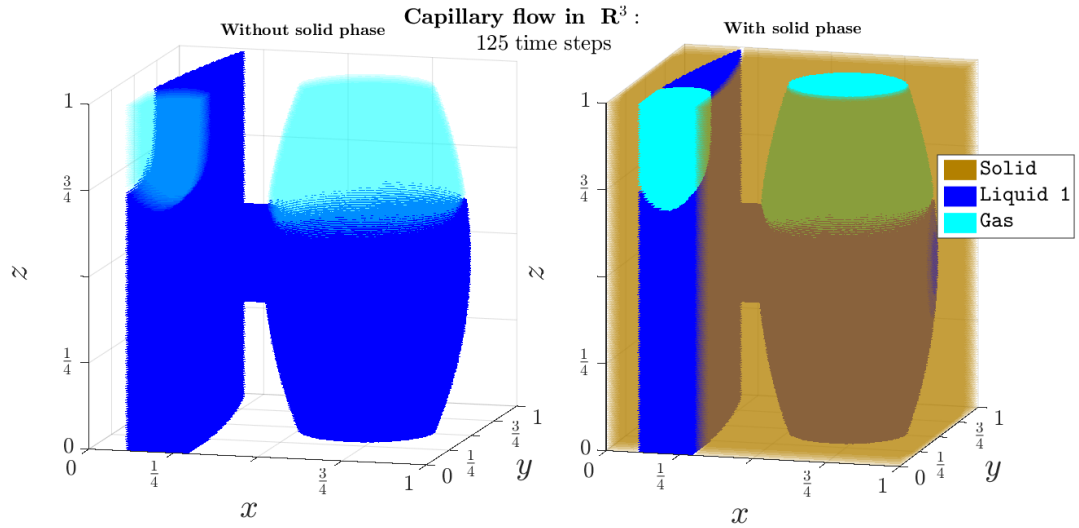 Capillary flow in R³ :
125 time steps
Without solid phase
1
3/4
1/4
0
z
0
1/4
3/4
1
x
0
1/4
3/4
1
y
With solid phase
1
3/4
1/4
0
z
0
1/4
3/4
1
x
0
1/4
3/4
1
y
Solid
Liquid 1
Gas